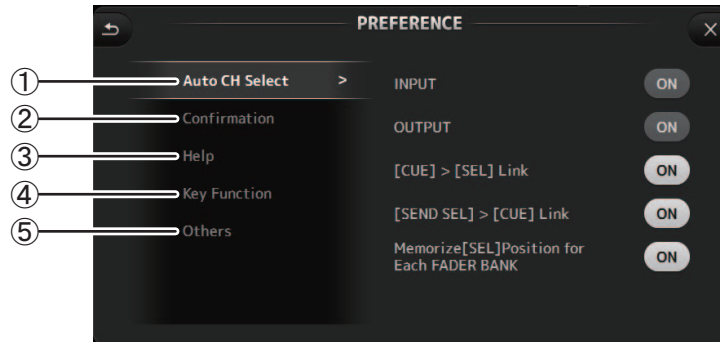 PREFERENCE
① Auto CH Select >
② Confirmation
③ Help
④ Key Function
⑤ Others
INPUT ON
OUTPUT ON
[CUE] > [SEL] Link ON
[SEND SEL] > [CUE] Link ON
Memorize[SEL]Position for
Each FADER BANK ON